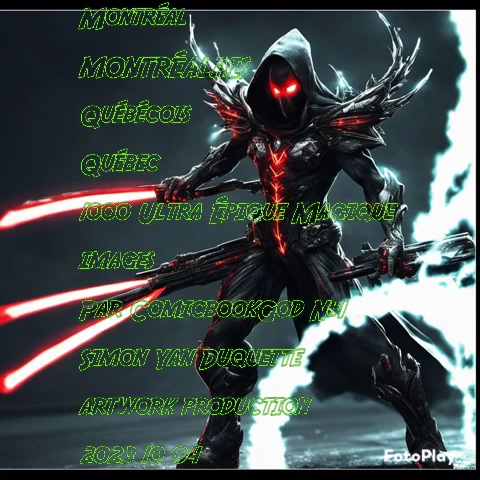 Montréal
Montréalais
Québécois
Québec
1000 Ultra Épique Magique
images
Par ComicbookGod N#1
Simon Yan Duquette
artwork production
2023 10 04
FotoPlay